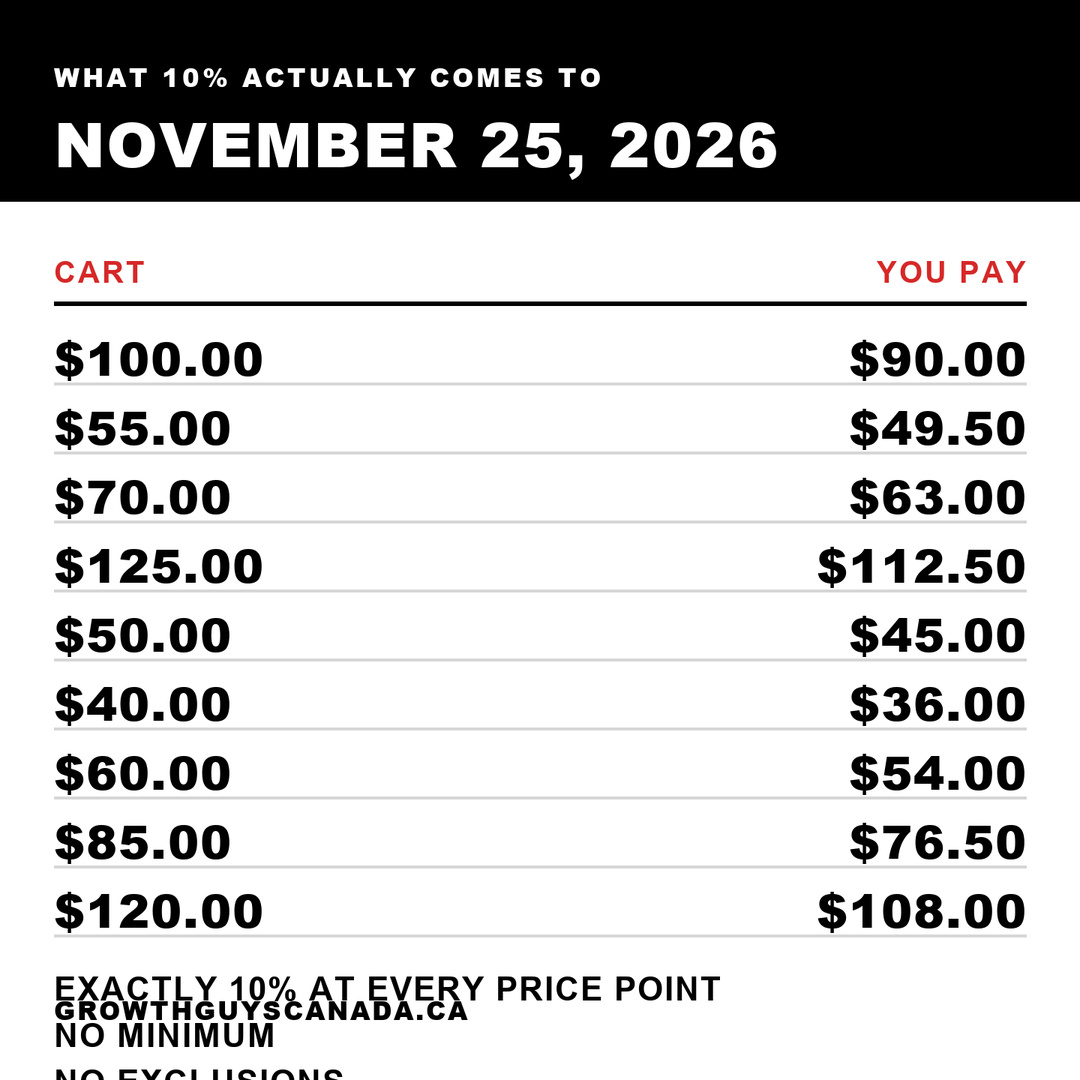 WHAT 10% ACTUALLY COMES TO
NOVEMBER 25, 2026
CART YOU PAY
$100.00 $90.00
$55.00 $49.50
$70.00 $63.00
$125.00 $112.50
$50.00 $45.00
$40.00 $36.00
$60.00 $54.00
$85.00 $76.50
$120.00 $108.00
EXACTLY 10% AT EVERY PRICE POINT
GROWTHGUYSCANADA.CA
NO MINIMUM
NO EXCLUSIONS